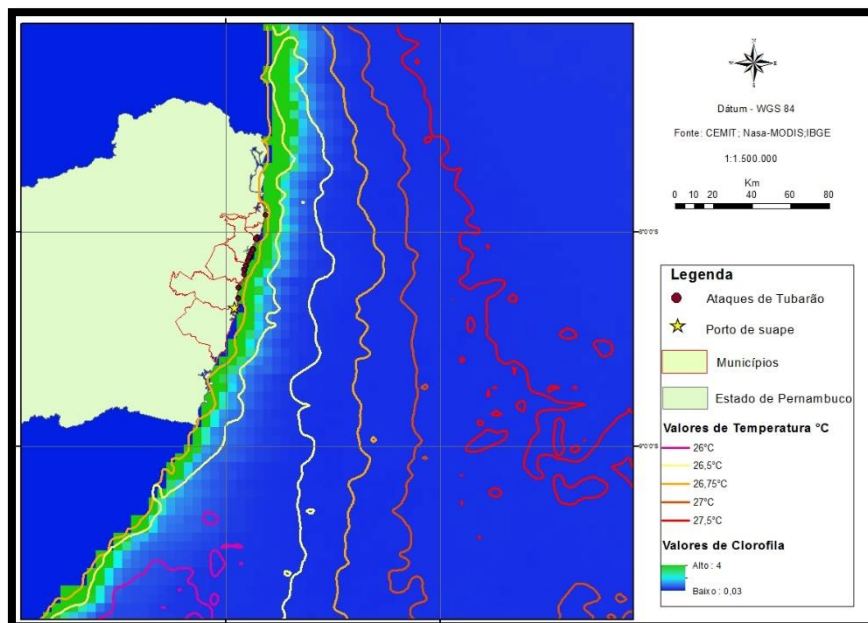 N
S
Dátum - WGS 84
Fonte: CEMIT; Nasa-MODIS;IBGE
1:1.500.000
Km
0 10 20 40 60 80
Legenda
Ataques de Tubarão
Porto de suape
Municípios
Estado de Pernambuco
Valores de Temperatura °C
26°C
26,5°C
26,75°C
27°C
27,5°C
Valores de Clorofila
Alto : 4
Baixo : 0,03